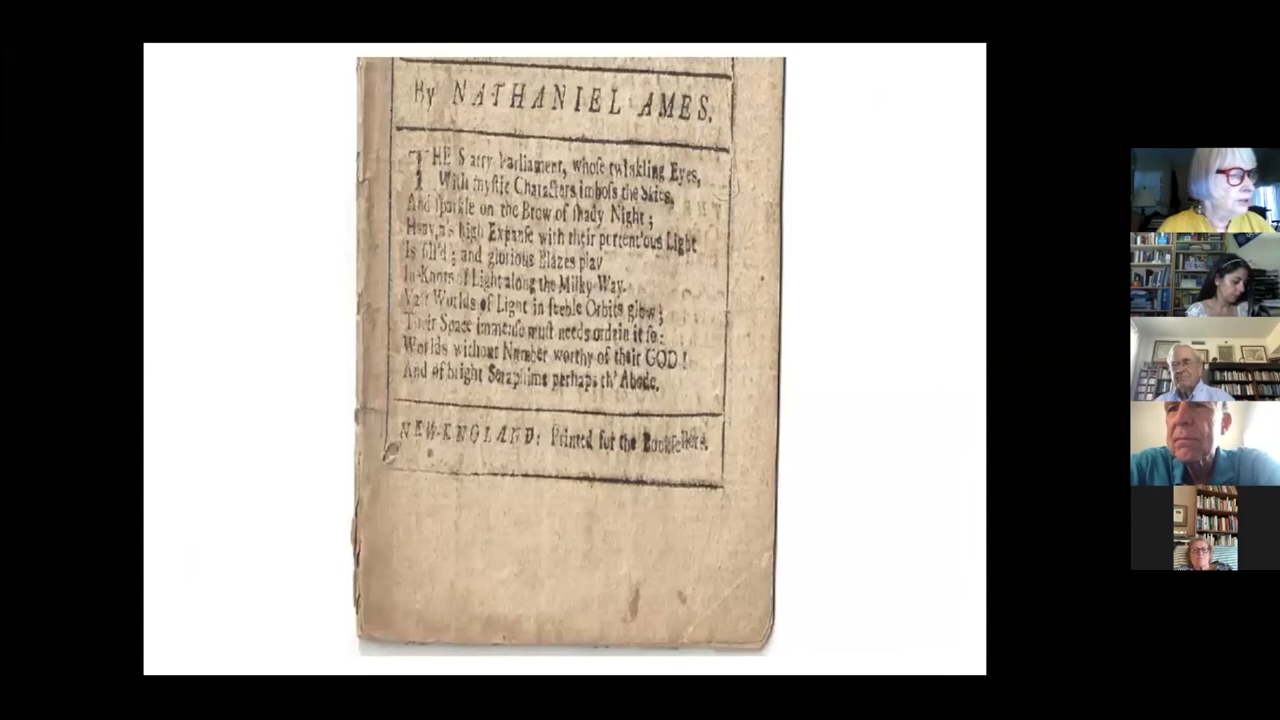 By NATHANIEL AMES.
THE S arry Parliament, whoſe twinkling Eyes,
With myſtic Characters imboſs the Skies,
And ſparkle on the Brow of ſhady Night ;
Heav'n's high Expanſe with their portent'ous Light
Is fill'd ; and glorious Blazes play
In Knots of Light along the Milky Way.
Vaſt Worlds of Light in feeble Orbits glow ;
Their Space immenſe muſt needs ordain it ſo :
Worlds without Number worthy of their GOD !
And of bright Seraphims perhaps th' Abode.
NEW-ENGLAND: Printed for the Bookſellers.